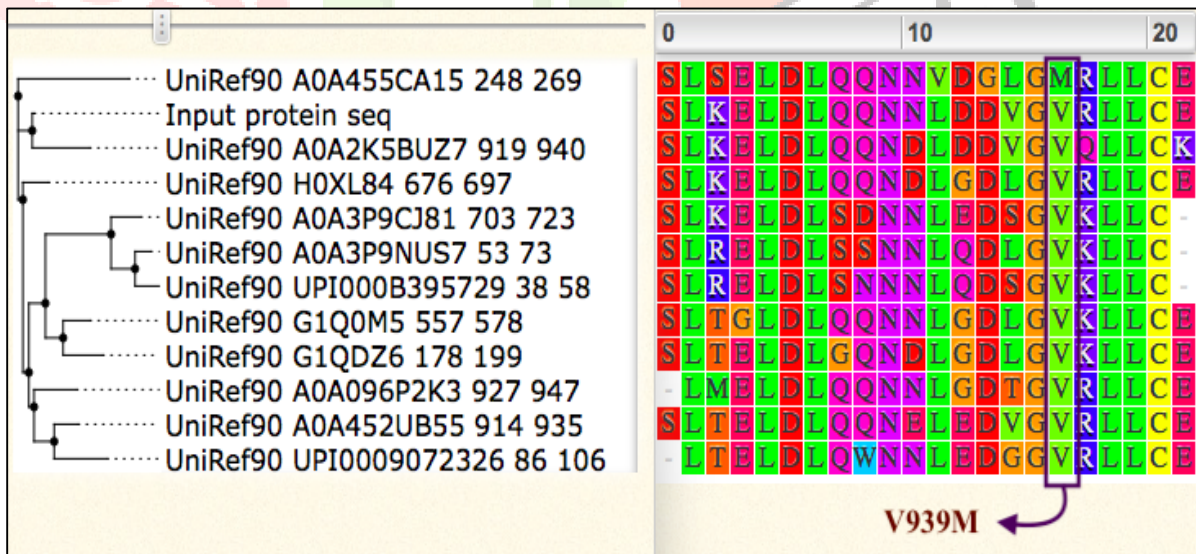 0 10 20
UniRef90 A0A455CA15 248 269 SLSELDLQQNNVDGLGMRLLCE
Input protein seq SLKELDLQQNNLDDVGVRLLCE
UniRef90 A0A2K5BUZ7 919 940 SLKELDLQQNDLDDVGVQLLCK
UniRef90 H0XL84 676 697 SLKELDLQQNDLGDLGVRLLCE
UniRef90 A0A3P9CJ81 703 723 SLKELDLSDNNLEDSGVKLLC-
UniRef90 A0A3P9NUS7 53 73 SLRELDLSSNNLQDLGVKLLC-
UniRef90 UPI000B395729 38 58 SLRELDLSNNNLQDSGVKLLC-
UniRef90 G1Q0M5 557 578 SLTGLDLQQNNLGDLGVKLLCE
UniRef90 G1QDZ6 178 199 SLTELDLGQNDLGDLGVKLLCE
UniRef90 A0A096P2K3 927 947 -LMELDLQQNNLGDTGVRLLCE
UniRef90 A0A452UB55 914 935 SLTELDLQQNELEDVGVRLLCE
UniRef90 UPI0009072326 86 106 -LTELDLQWNNLEDGGVRLLCE
V939M